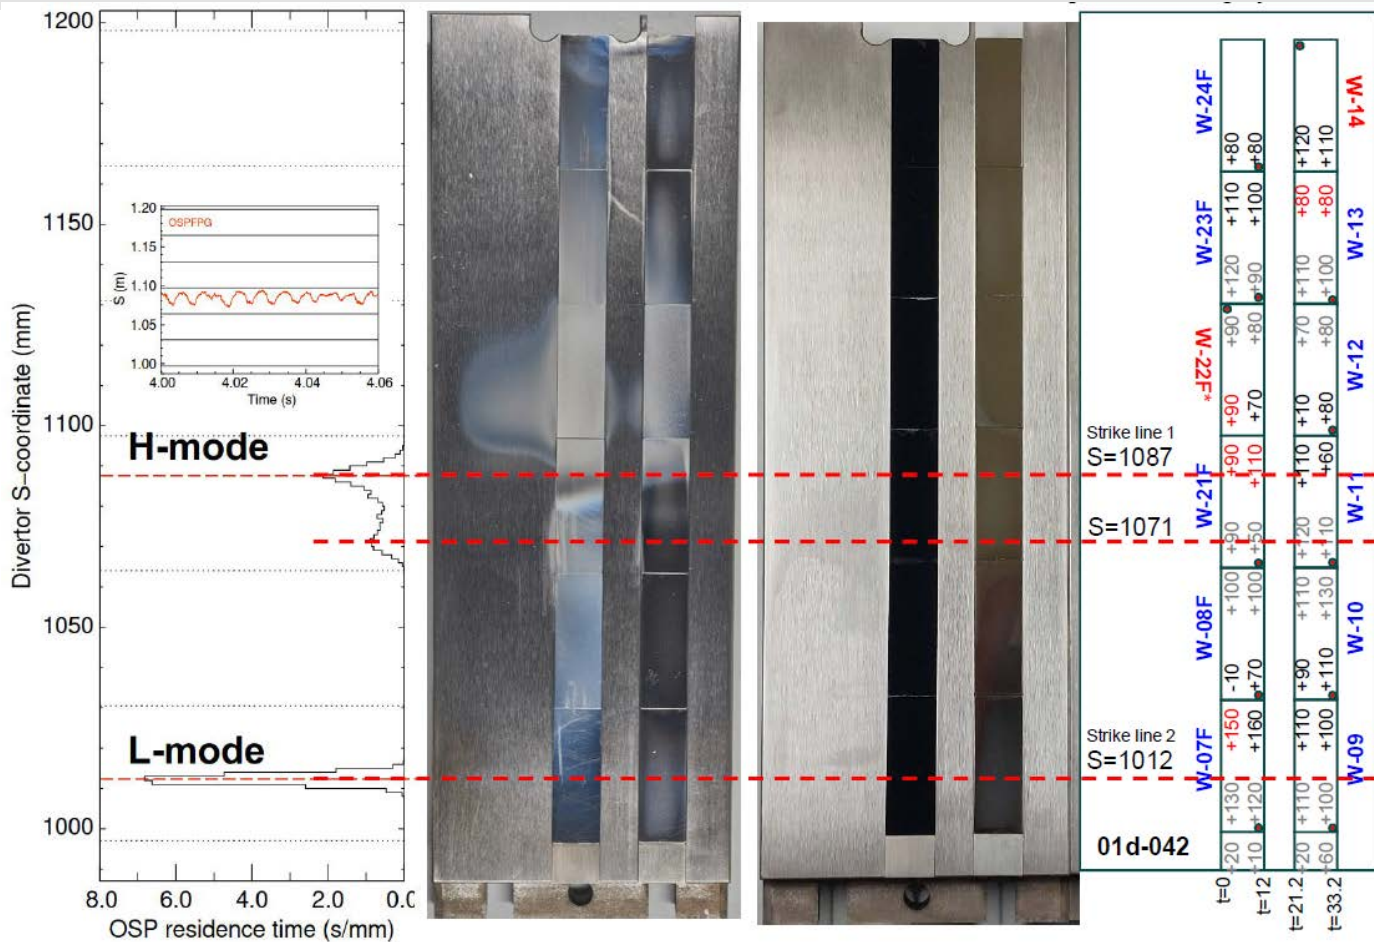 1200
1150
1100
1050
1000
Divertor S–coordinate (mm)
8.0 6.0 4.0 2.0 0.0
OSP residence time (s/mm)
1.20
1.15
1.10
1.05
1.00
S (m)
OSPFPG
4.00 4.02 4.04 4.06
Time (s)
H-mode
L-mode
Strike line 1
S=1087
S=1071
Strike line 2
S=1012
01d-042
W-24F
W-23F
W-22F*
W-21F
W-08F
W-07F
+80 +80
+110 +100
+120 +90
+90 +80
+90 +70
+90 +110
+90 +50
+100 +100
-10 +70
+150 +160
+130 +120
-10
t=0
t=12
+120 +110
+80 +80
+110 +100
+70 +80
+10 +80
+110 +60
+120 +110
+110 +130
+90 +110
+110 +100
+110 +100
+60
t=21.2
t=33.2
W-14
W-13
W-12
W-11
W-10
W-09